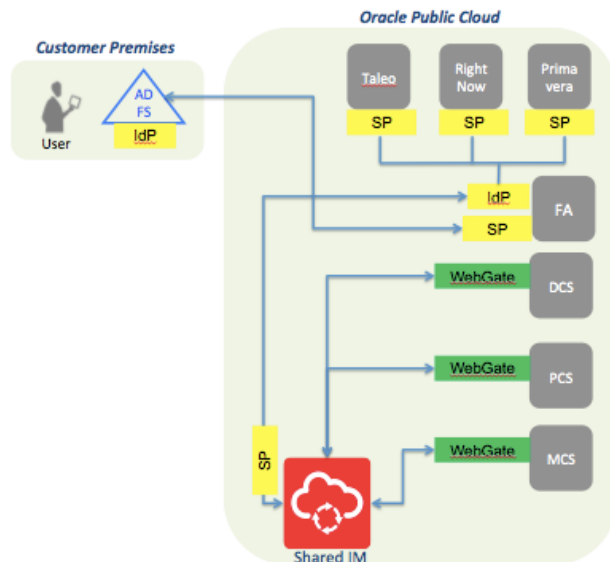 Oracle Public Cloud
Customer Premises
User
AD
FS
IdP
Taleo
Right
Now
Prima
vera
SP
SP
SP
IdP
SP
FA
WebGate
DCS
WebGate
PCS
WebGate
MCS
SP
Shared IM